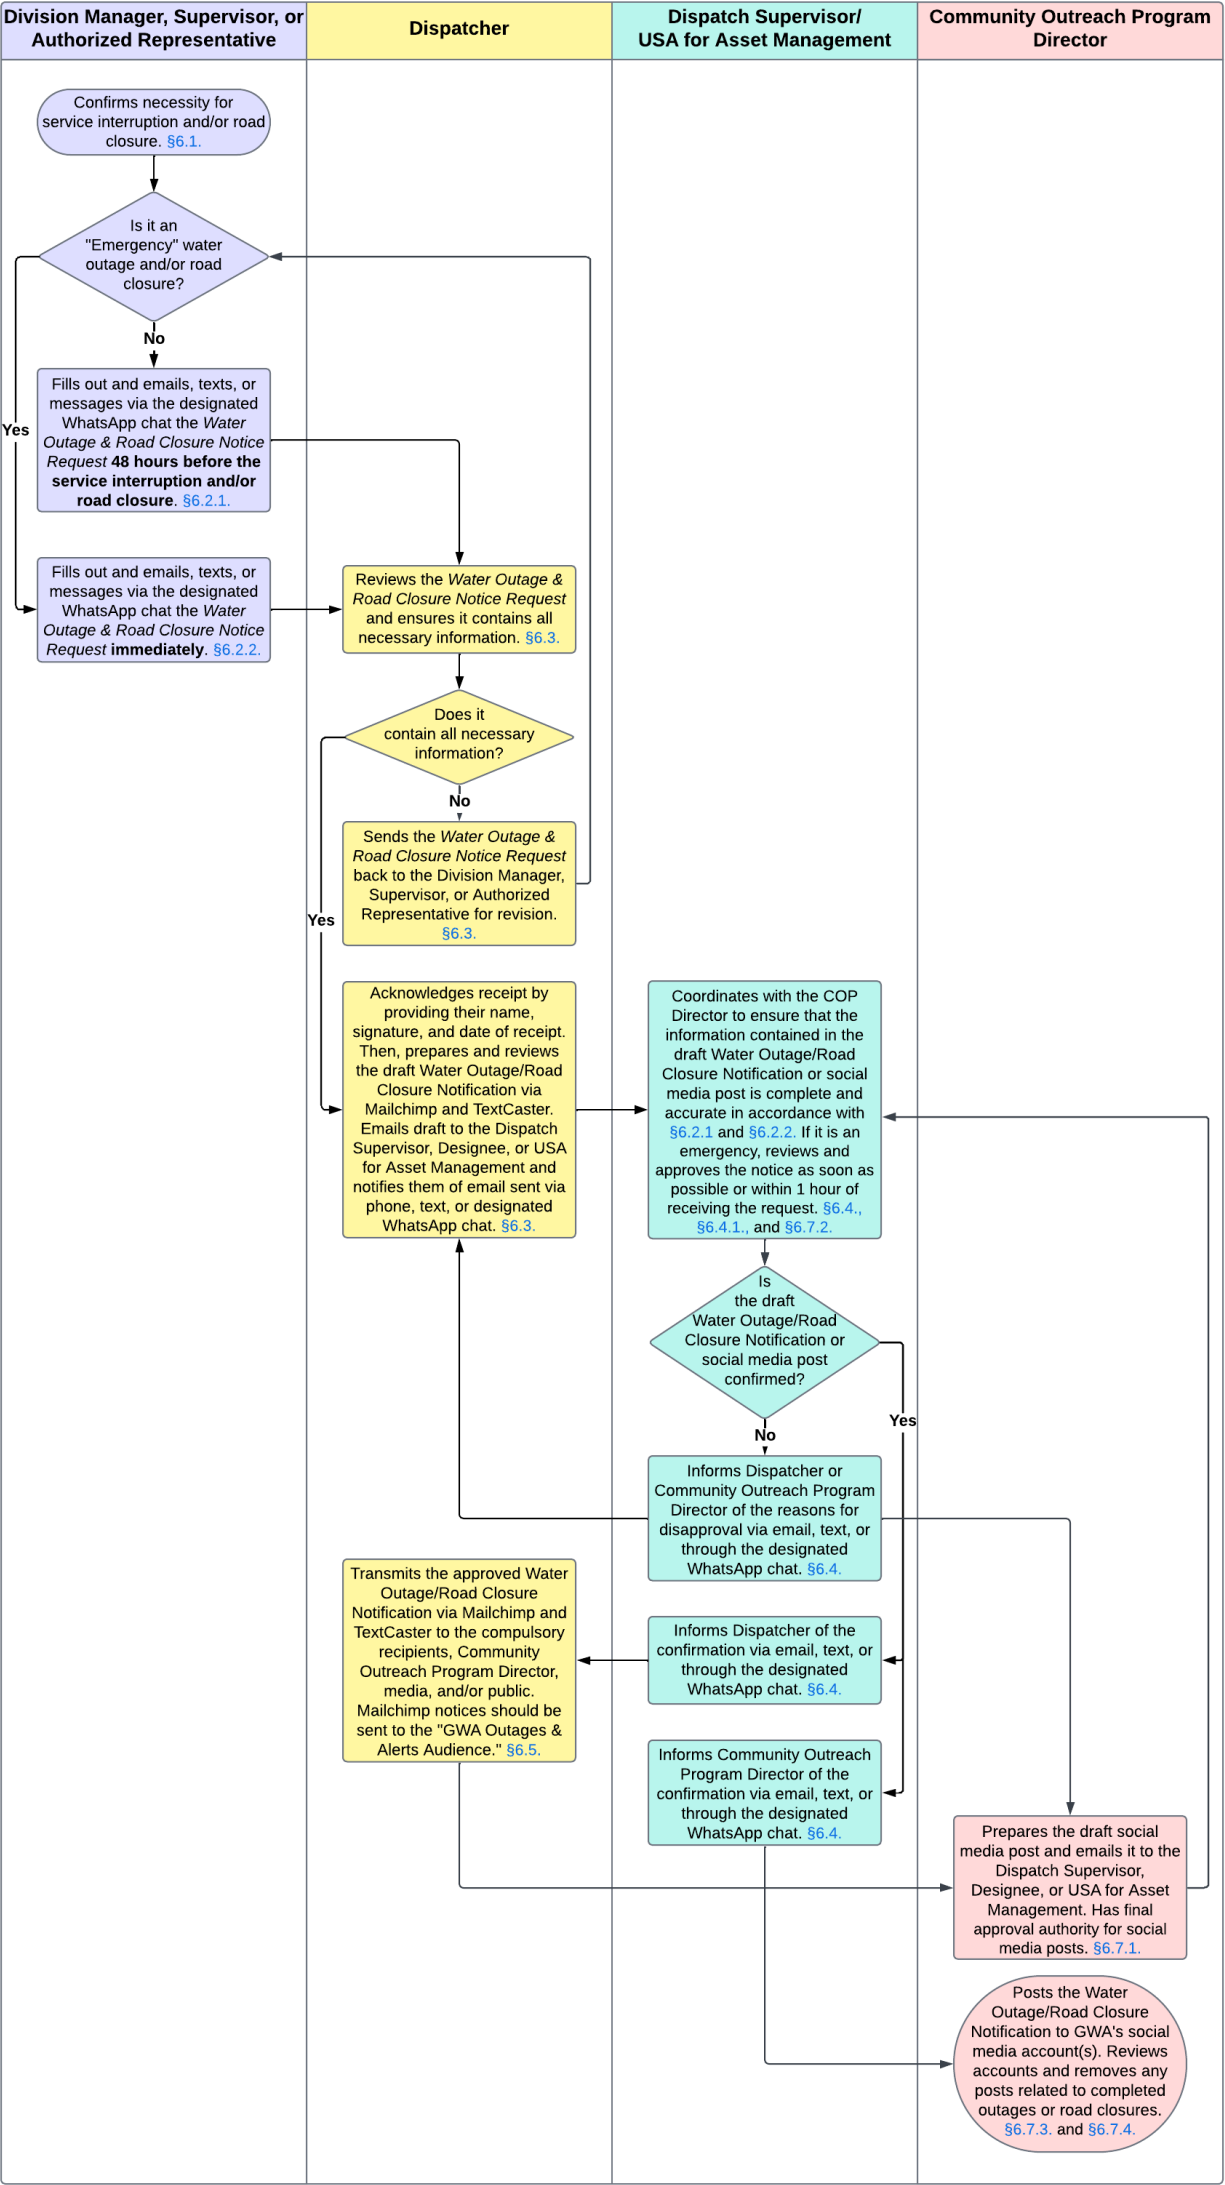 Division Manager, Supervisor, or
Authorized Representative
Dispatcher
Dispatch Supervisor/
USA for Asset Management
Community Outreach Program
Director
Confirms necessity for
service interruption and/or road
closure. §6.1.
Is it an
"Emergency" water
outage and/or road
closure?
No
Yes
Fills out and emails, texts, or
messages via the designated
WhatsApp chat the Water
Outage & Road Closure Notice
Request 48 hours before the
service interruption and/or
road closure. §6.2.1.
Fills out and emails, texts, or
messages via the designated
WhatsApp chat the Water
Outage & Road Closure Notice
Request immediately. §6.2.2.
Reviews the Water Outage &
Road Closure Notice Request
and ensures it contains all
necessary information. §6.3.
Does it
contain all necessary
information?
No
Yes
Sends the Water Outage &
Road Closure Notice Request
back to the Division Manager,
Supervisor, or Authorized
Representative for revision.
§6.3.
Acknowledges receipt by
providing their name,
signature, and date of receipt.
Then, prepares and reviews
the draft Water Outage/Road
Closure Notification via
Mailchimp and TextCaster.
Emails draft to the Dispatch
Supervisor, Designee, or USA
for Asset Management and
notifies them of email sent via
phone, text, or designated
WhatsApp chat. §6.3.
Coordinates with the COP
Director to ensure that the
information contained in the
draft Water Outage/Road
Closure Notification or social
media post is complete and
accurate in accordance with
§6.2.1 and §6.2.2. If it is an
emergency, reviews and
approves the notice as soon as
possible or within 1 hour of
receiving the request. §6.4.,
§6.4.1., and §6.7.2.
Is
the draft
Water Outage/Road
Closure Notification or
social media post
confirmed?
Yes
No
Informs Dispatcher or
Community Outreach Program
Director of the reasons for
disapproval via email, text, or
through the designated
WhatsApp chat. §6.4.
Informs Dispatcher of the
confirmation via email, text, or
through the designated
WhatsApp chat. §6.4.
Transmits the approved Water
Outage/Road Closure
Notification via Mailchimp and
TextCaster to the compulsory
recipients, Community
Outreach Program Director,
media, and/or public.
Mailchimp notices should be
sent to the "GWA Outages &
Alerts Audience." §6.5.
Informs Community Outreach
Program Director of the
confirmation via email, text, or
through the designated
WhatsApp chat. §6.4.
Prepares the draft social
media post and emails it to the
Dispatch Supervisor,
Designee, or USA for Asset
Management. Has final
approval authority for social
media posts. §6.7.1.
Posts the Water
Outage/Road Closure
Notification to GWA's social
media account(s). Reviews
accounts and removes any
posts related to completed
outages or road closures.
§6.7.3. and §6.7.4.